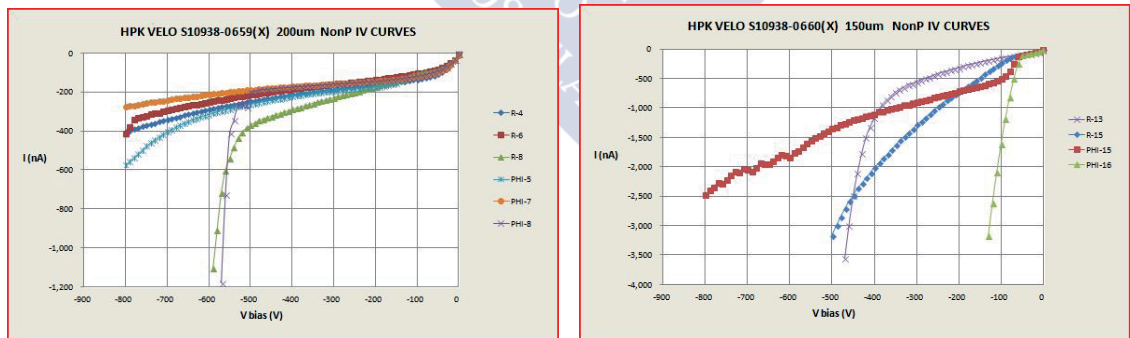 HPK VELO S10938-0659(X) 200um NonP IV CURVES
0
-200
-400
-600
-800
-1,000
-1,200
I (nA)
-900 -800 -700 -600 -500 -400 -300 -200 -100 0
V bias (V)
R-4
R-6
R-8
PHI-5
PHI-7
PHI-8
HPK VELO S10938-0660(X) 150um NonP IV CURVES
0
-500
-1,000
-1,500
-2,000
-2,500
-3,000
-3,500
-4,000
I (nA)
-900 -800 -700 -600 -500 -400 -300 -200 -100 0
V bias (V)
R-13
R-15
PHI-15
PHI-16